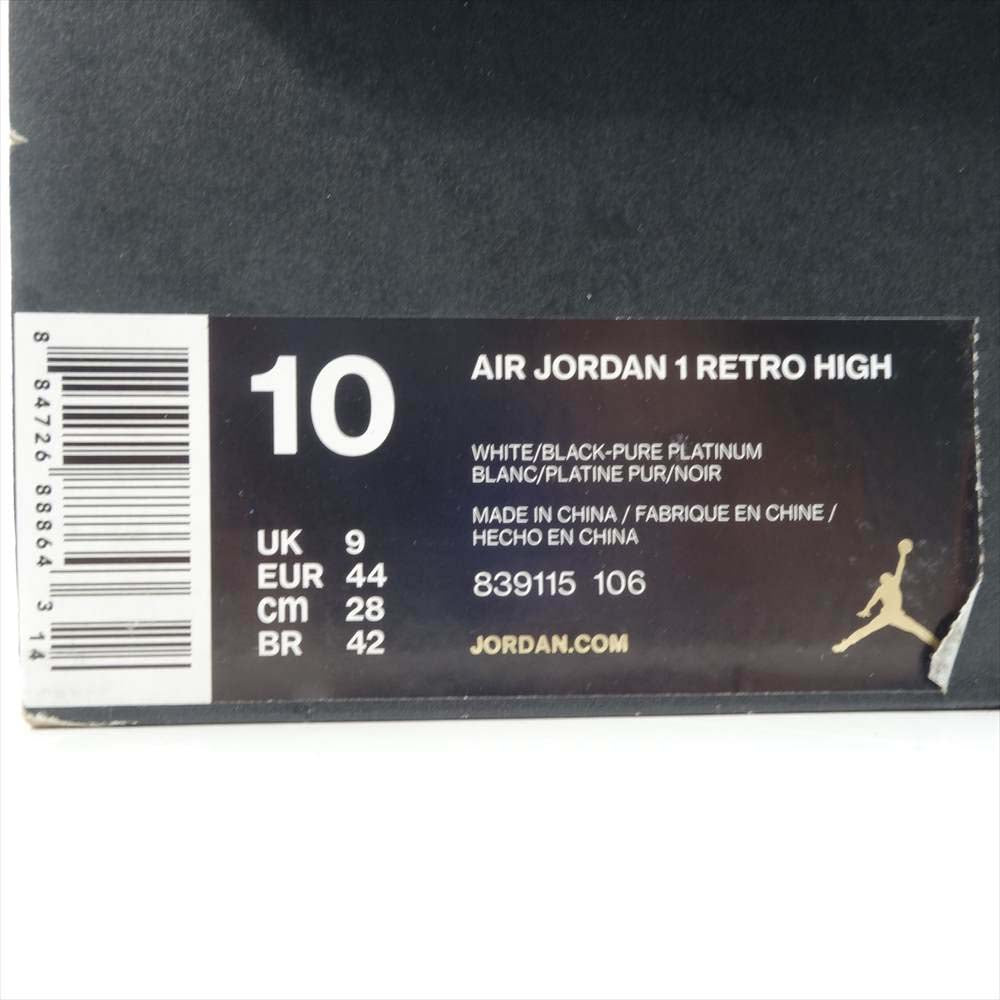 8 84726 88864 3 14
10
UK 9
EUR 44
cm 28
BR 42
AIR JORDAN 1 RETRO HIGH
WHITE/BLACK-PURE PLATINUM
BLANC/PLATINE PUR/NOIR
MADE IN CHINA / FABRIQUE EN CHINE /
HECHO EN CHINA
839115 106
JORDAN.COM